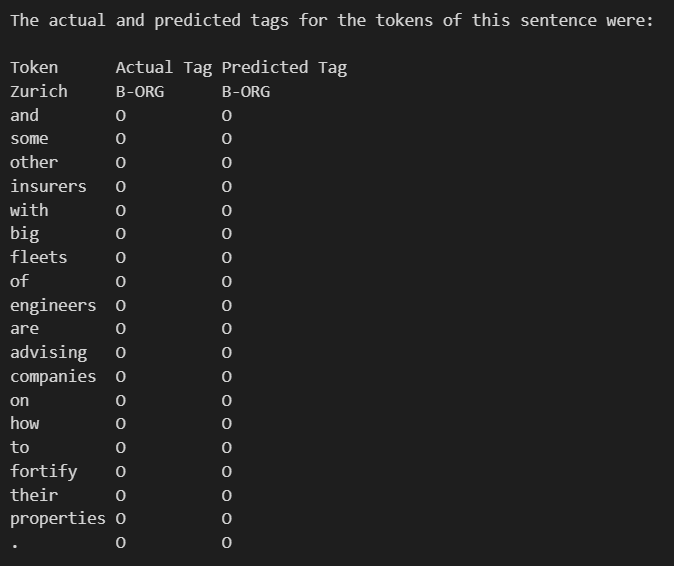 The actual and predicted tags for the tokens of this sentence were:
Token Actual Tag Predicted Tag
Zurich B-ORG B-ORG
and O O
some O O
other O O
insurers O O
with O O
big O O
fleets O O
of O O
engineers O O
are O O
advising O O
companies O O
on O O
how O O
to O O
fortify O O
their O O
properties O O
. O O